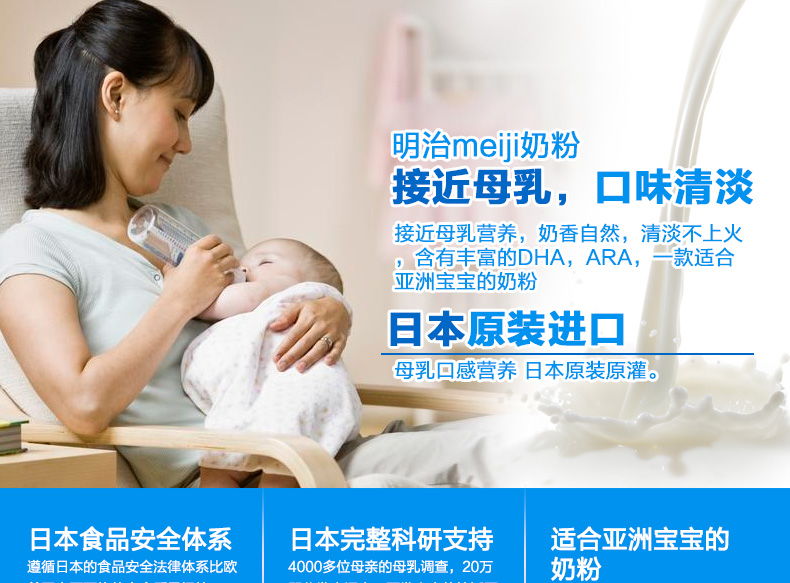 明治meiji奶粉
接近母乳，口味清淡
接近母乳营养，奶香自然，清淡不上火
，含有丰富的DHA，ARA，一款适合
亚洲宝宝的奶粉
日本原装进口
母乳口感营养 日本原装原灌。
日本食品安全体系
遵循日本的食品安全法律体系比欧
日本完整科研支持
4000多位母亲的母乳调查，20万
适合亚洲宝宝的
奶粉